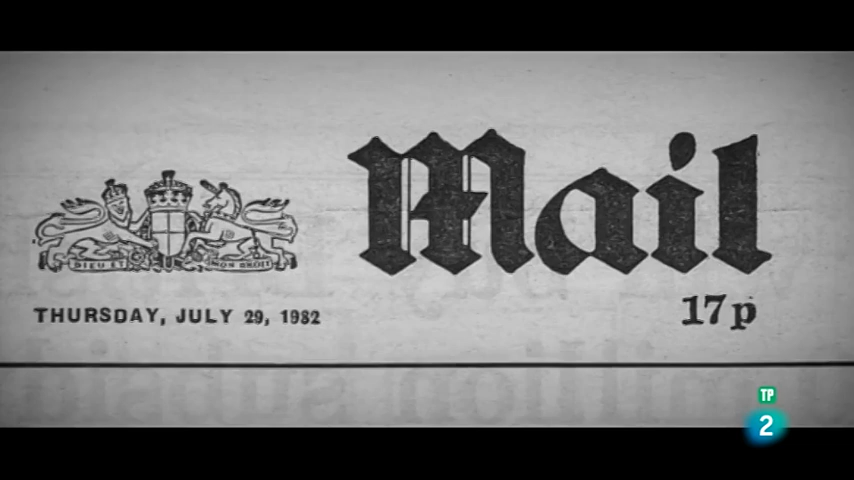 Mail
DIEU ET MON DROIT
THURSDAY, JULY 29, 1982
17p
TP
2